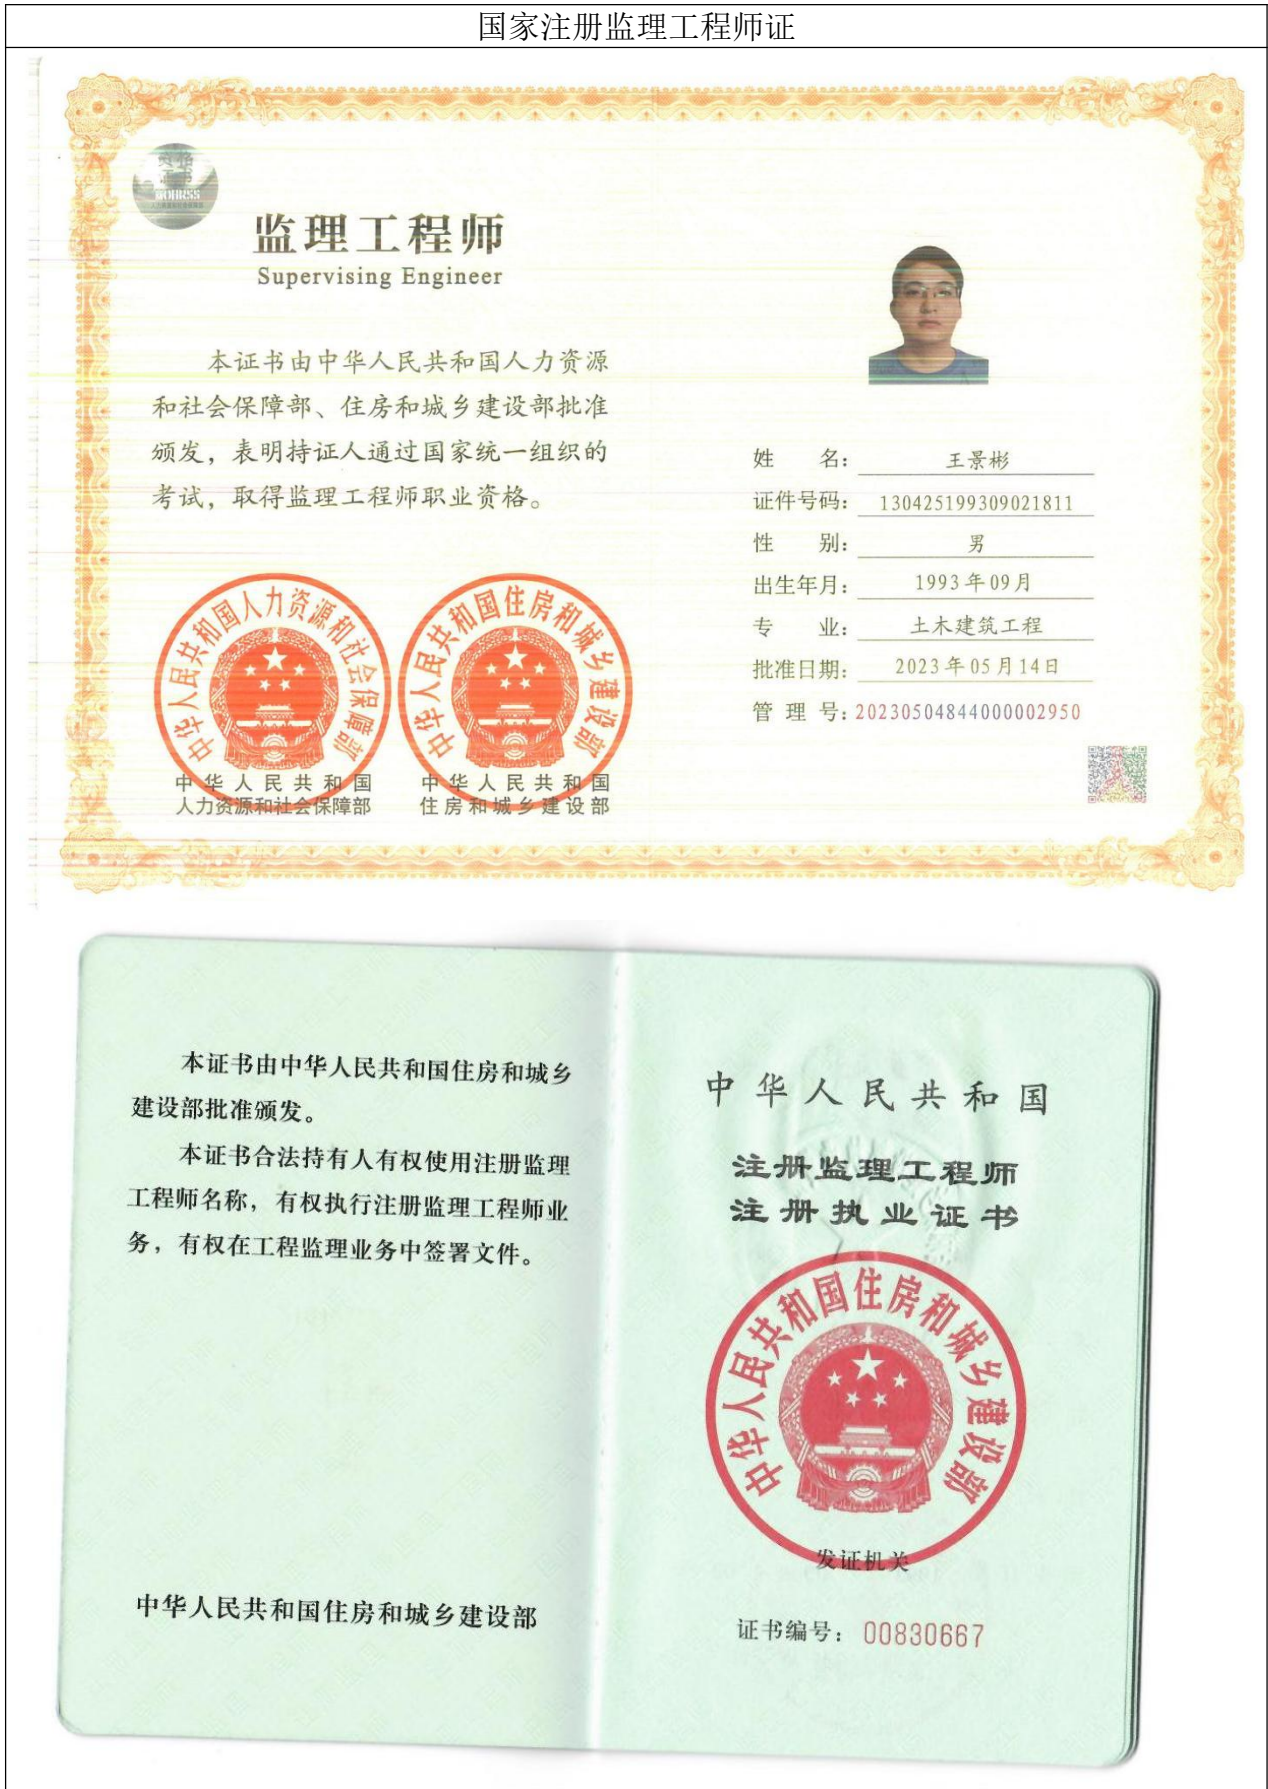 国家注册监理工程师证
资格
证书
MOHRSS
监理工程师
Supervising Engineer
本证书由中华人民共和国人力资源
和社会保障部、住房和城乡建设部批准
颁发，表明持证人通过国家统一组织的
考试，取得监理工程师职业资格。
中华人民共和国人力资源和社会保障部
中华人民共和国
人力资源和社会保障部
中华人民共和国住房和城乡建设部
中华人民共和国
住房和城乡建设部
姓 名：王景彬
证件号码：130425199309021811
性 别：男
出生年月：1993年09月
专 业：土木建筑工程
批准日期：2023年05月14日
管 理 号：20230504844000002950
本证书由中华人民共和国住房和城乡
建设部批准颁发。
本证书合法持有人有权使用注册监理
工程师名称，有权执行注册监理工程师业
务，有权在工程监理业务中签署文件。
中华人民共和国住房和城乡建设部
中华人民共和国
注册监理工程师
注册执业证书
中华人民共和国住房和城乡建设部
发证机关
证书编号：00830667